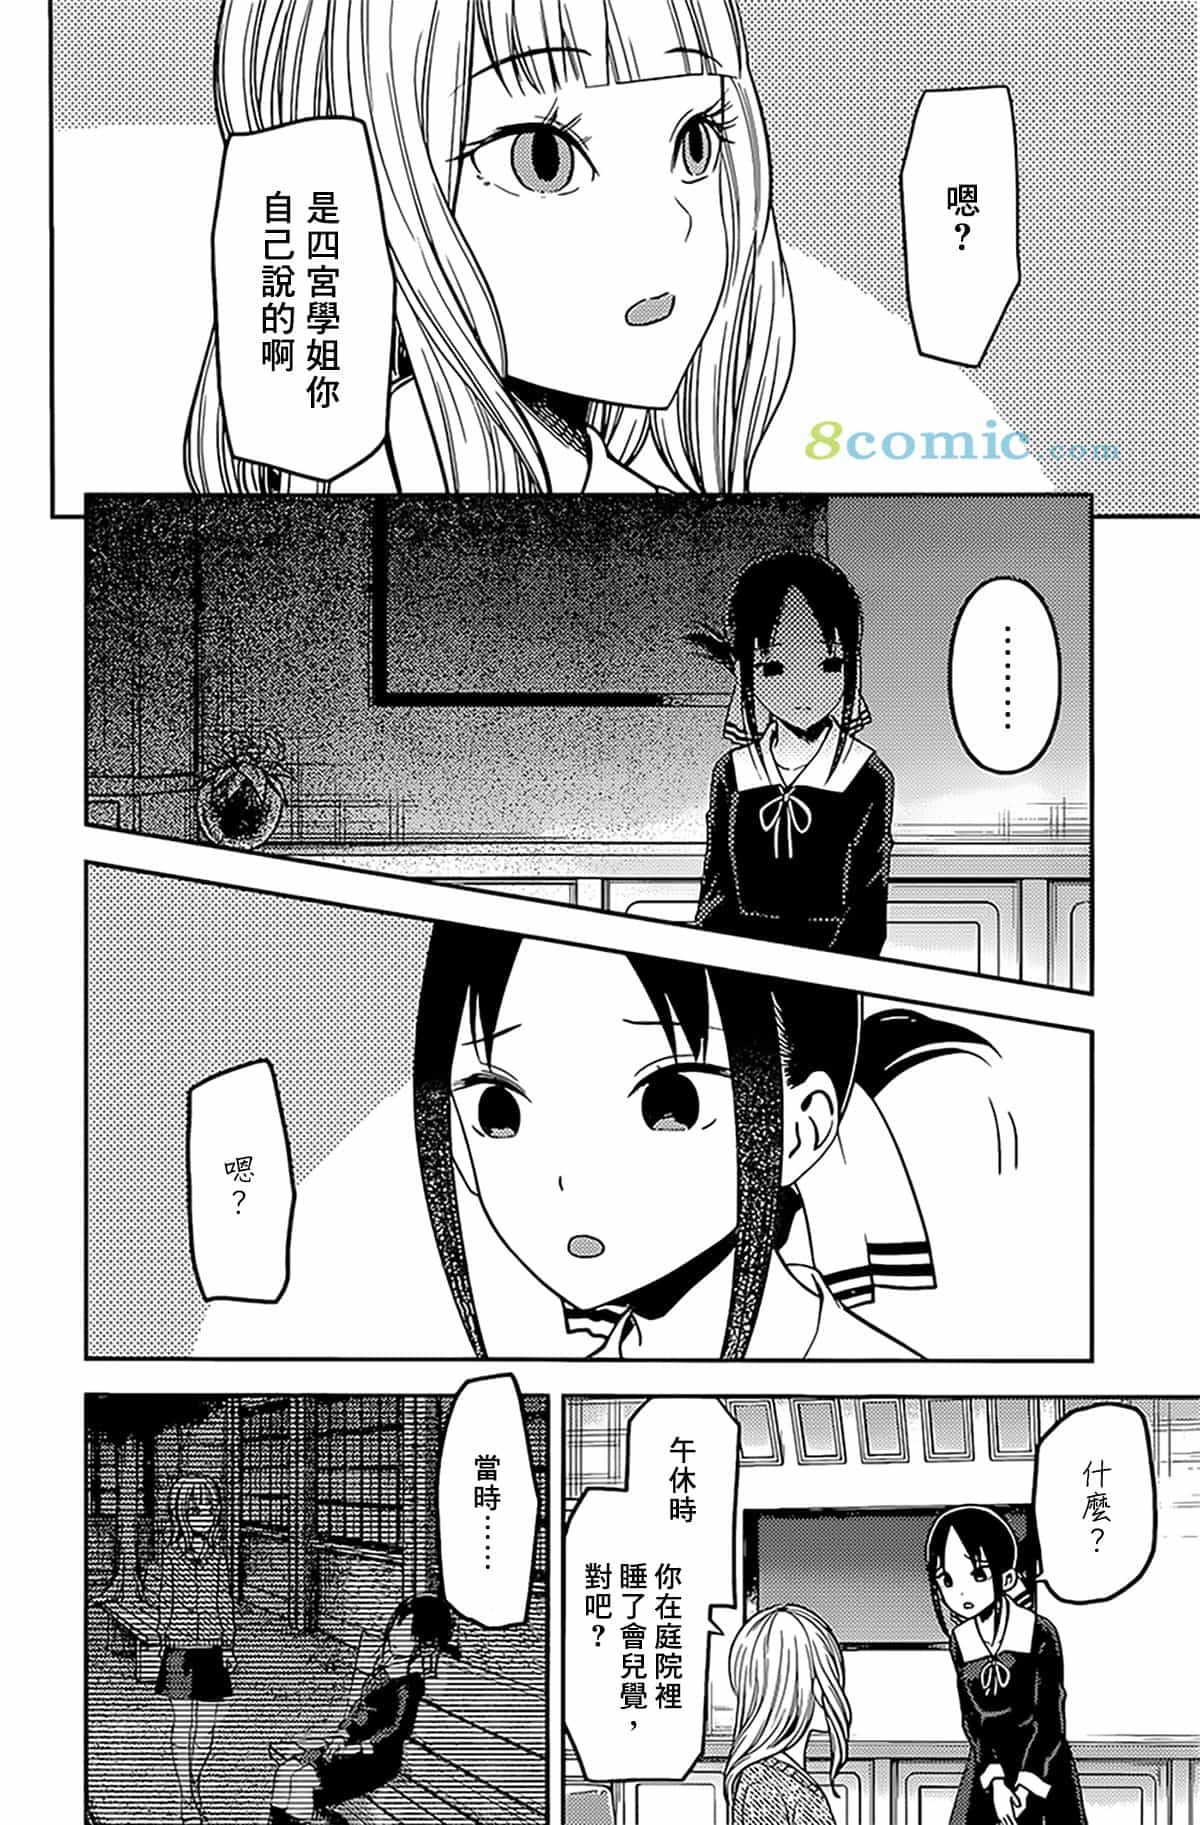 嗯?
是四宮學姐你
自己說的啊
8comic.com
………
嗯?
什麼?
午休時
你在庭院裡
睡了會兒覺,
對吧?
當時……